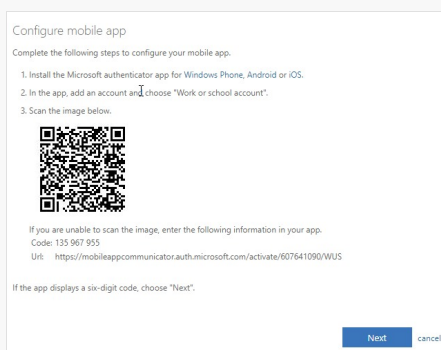 Configure mobile app
Complete the following steps to configure your mobile app.
1. Install the Microsoft authenticator app for Windows Phone, Android or iOS.
2. In the app, add an account and choose "Work or school account".
3. Scan the image below.
If you are unable to scan the image, enter the following information in your app.
Code: 135 967 955
Url: https://mobileappcommunicator.auth.microsoft.com/activate/607641090/WUS
If the app displays a six-digit code, choose "Next".
Next cancel